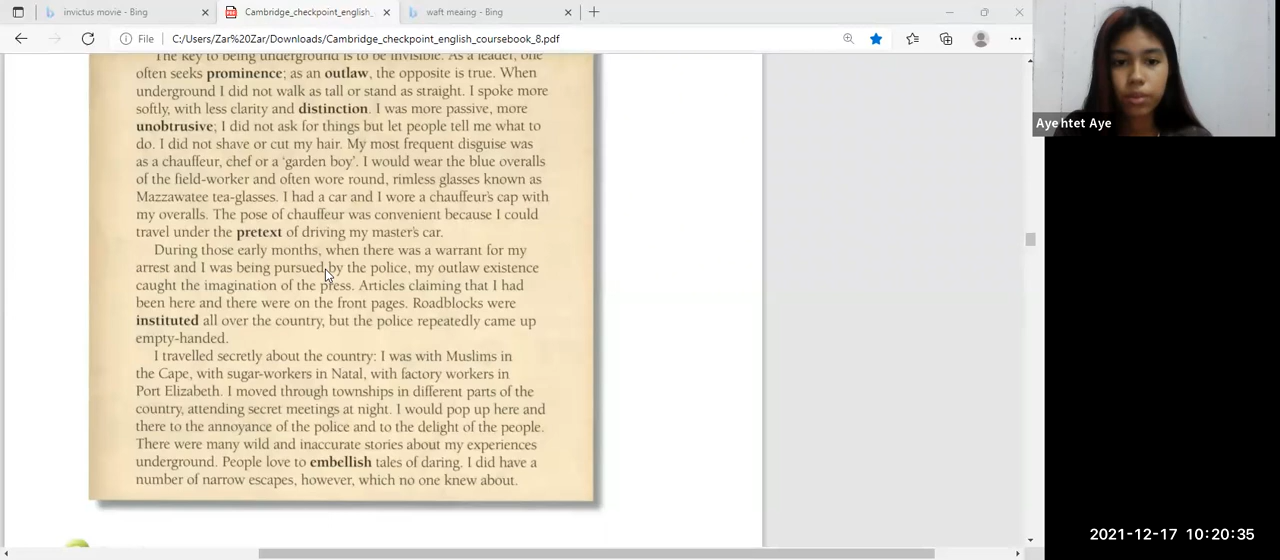 invictus movie - Bing
Cambridge_checkpoint_english_
waft meaing - Bing
File
C:/Users/Zar%20Zar/Downloads/Cambridge_checkpoint_english_coursebook_8.pdf
The key to being underground is to be invisible. As a leader, one
often seeks prominence; as an outlaw, the opposite is true. When
underground I did not walk as tall or stand as straight. I spoke more
softly, with less clarity and distinction. I was more passive, more
unobtrusive; I did not ask for things but let people tell me what to
do. I did not shave or cut my hair. My most frequent disguise was
as a chauffeur, chef or a ‘garden boy’. I would wear the blue overalls
of the field-worker and often wore round, rimless glasses known as
Mazzawatee tea-glasses. I had a car and I wore a chauffeur's cap with
my overalls. The pose of chauffeur was convenient because I could
travel under the pretext of driving my master's car.
During those early months, when there was a warrant for my
arrest and I was being pursued by the police, my outlaw existence
caught the imagination of the press. Articles claiming that I had
been here and there were on the front pages. Roadblocks were
instituted all over the country, but the police repeatedly came up
empty-handed.
I travelled secretly about the country: I was with Muslims in
the Cape, with sugar-workers in Natal, with factory workers in
Port Elizabeth. I moved through townships in different parts of the
country, attending secret meetings at night. I would pop up here and
there to the annoyance of the police and to the delight of the people.
There were many wild and inaccurate stories about my experiences
underground. People love to embellish tales of daring. I did have a
number of narrow escapes, however, which no one knew about.
Aye htet Aye
2021-12-17 10:20:35